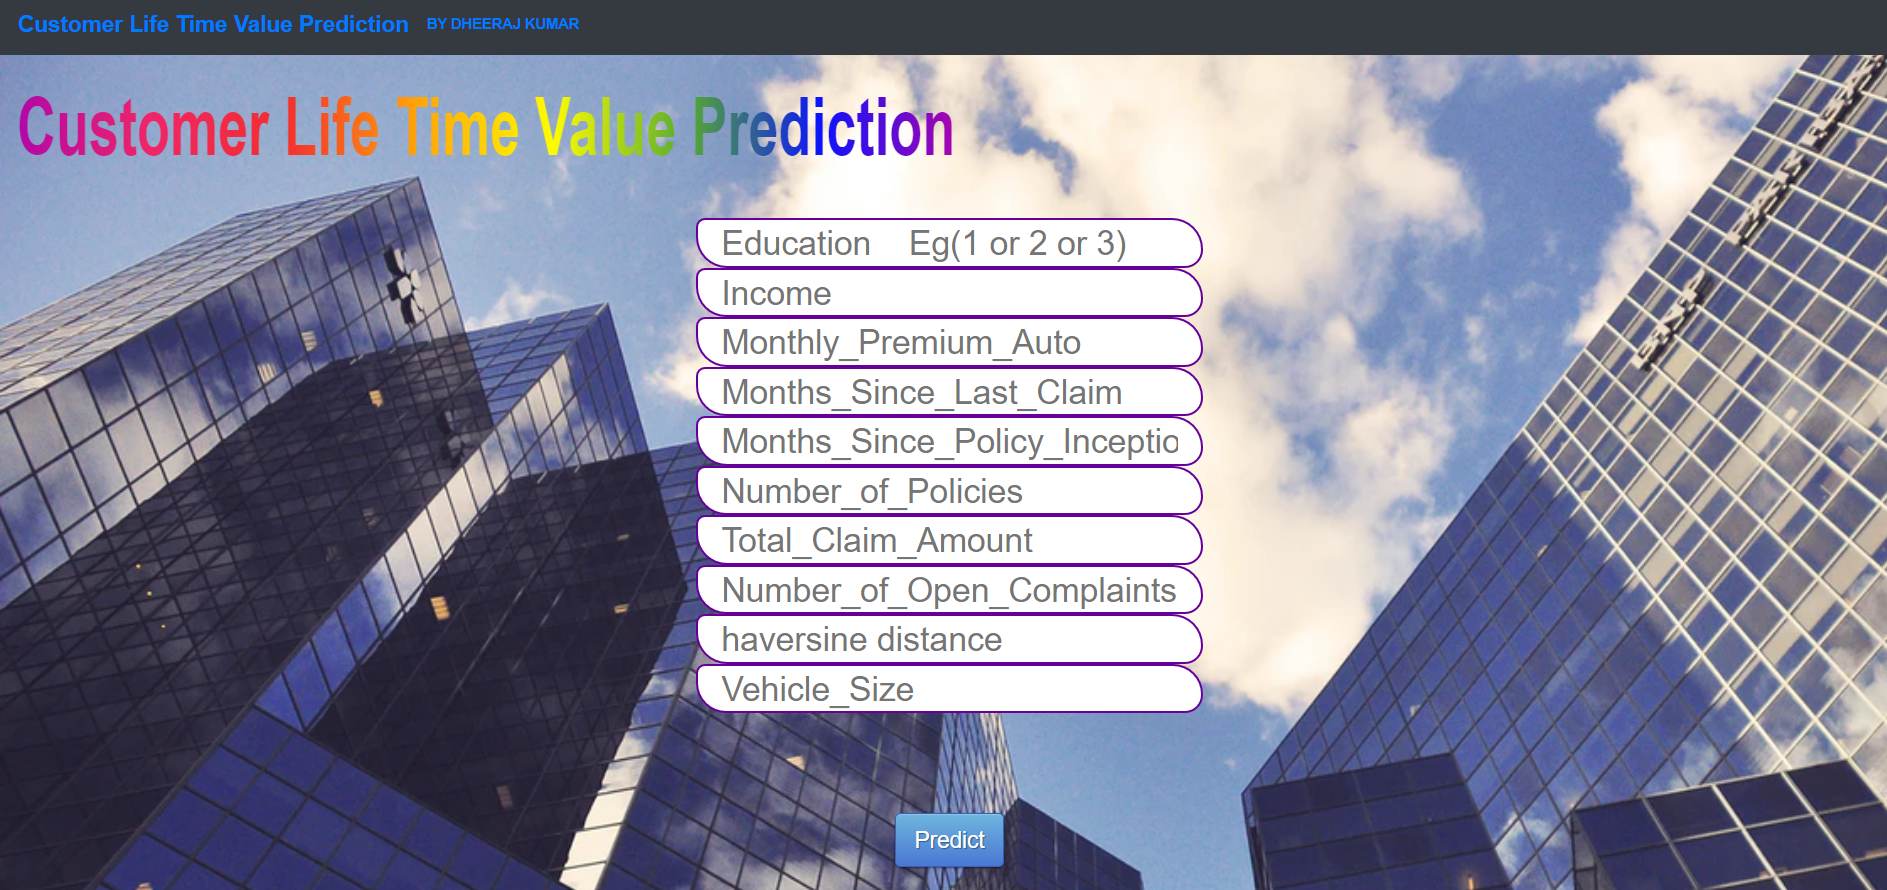 Customer Life Time Value Prediction BY DHEERAJ KUMAR
Customer Life Time Value Prediction
Education Eg(1 or 2 or 3)
Income
Monthly_Premium_Auto
Months_Since_Last_Claim
Months_Since_Policy_Inceptio
Number_of_Policies
Total_Claim_Amount
Number_of_Open_Complaints
haversine distance
Vehicle_Size
Predict